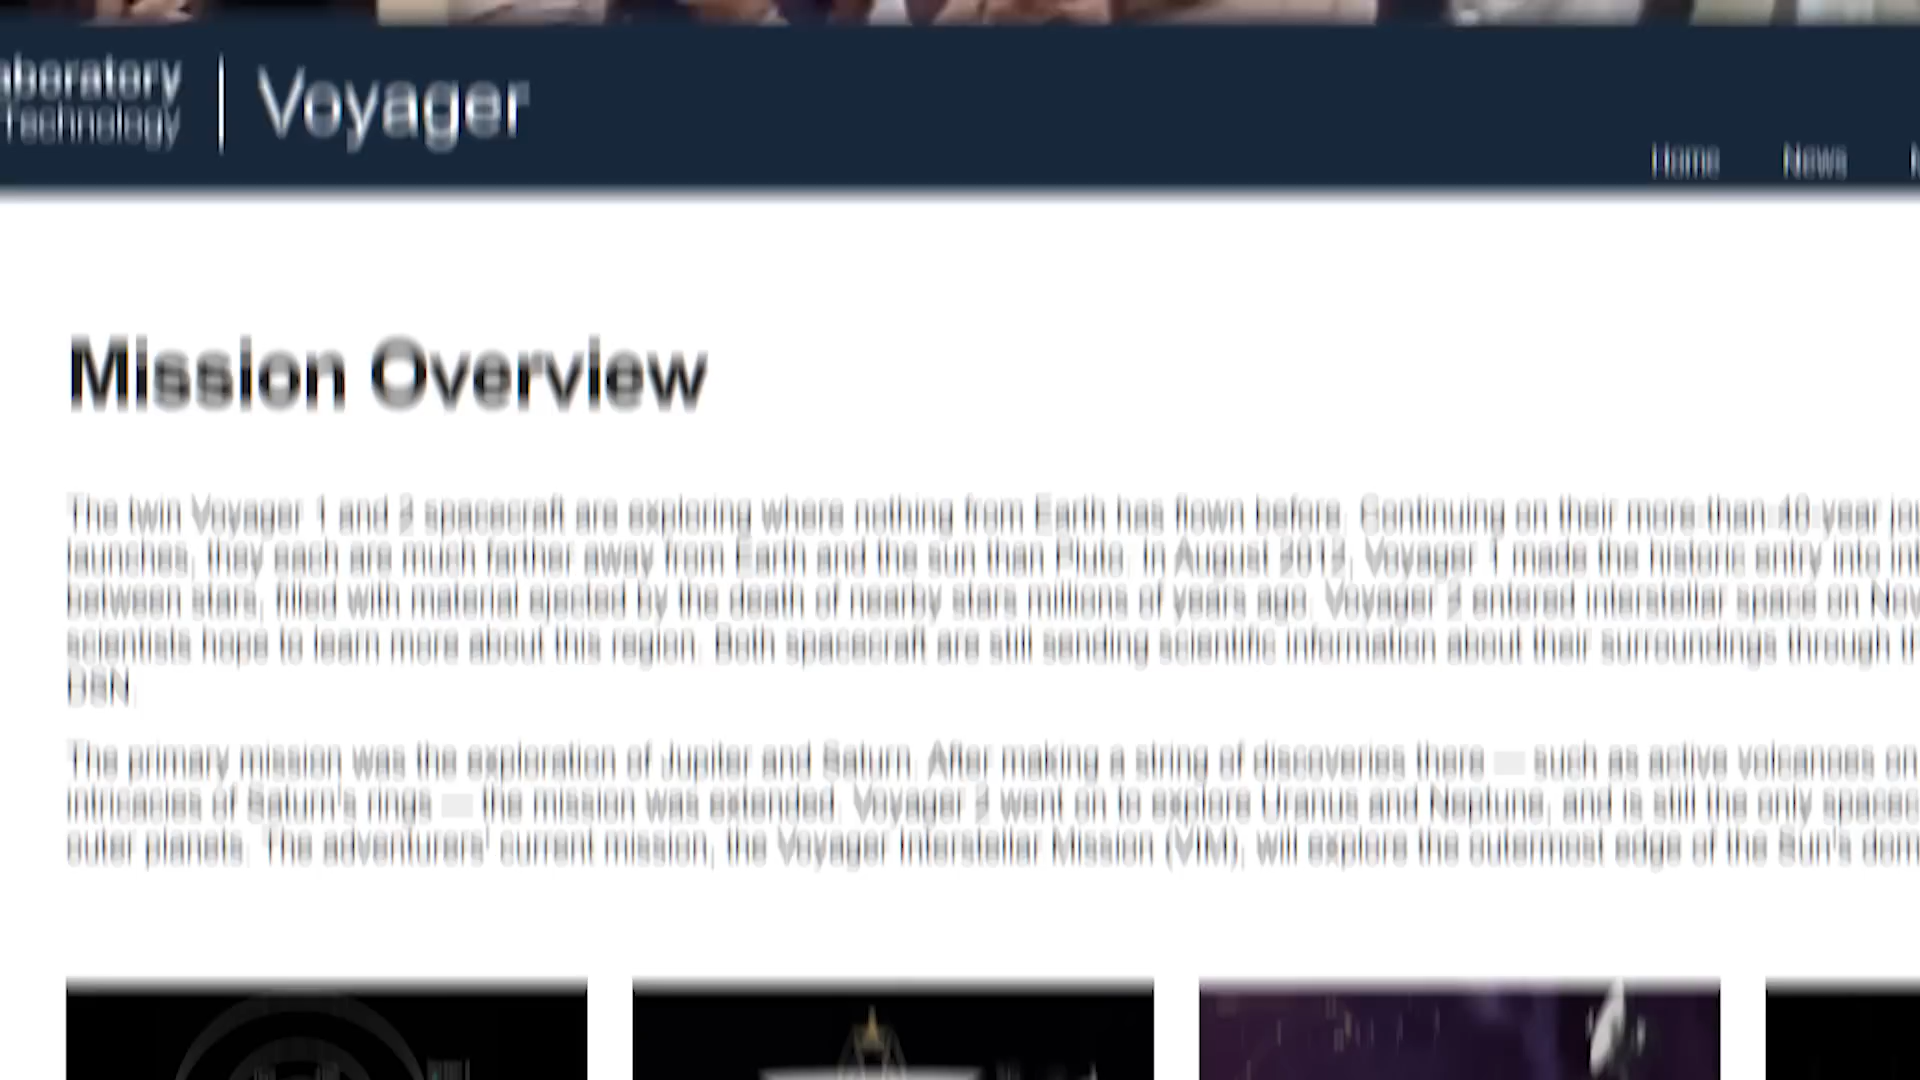 aboratory
Technology
Voyager
Home News
Mission Overview
The twin Voyager 1 and 2 spacecraft are exploring where nothing from Earth has flown before. Continuing on their more-than-40-year
launches, they each are much farther away from Earth and the sun than Pluto. In August 2012, Voyager 1 made the historic entry into
between stars, filled with material ejected by the death of nearby stars millions of years ago. Voyager 2 entered interstellar space on
scientists hope to learn more about this region. Both spacecraft are still sending scientific information about their surroundings through
DSN.
The primary mission was the exploration of Jupiter and Saturn. After making a string of discoveries there — such as active volcanoes on
intricacies of Saturn's rings — the mission was extended. Voyager 2 went on to explore Uranus and Neptune, and is still the only
outer planets. The adventurers' current mission, the Voyager Interstellar Mission (VIM), will explore the outermost edge of the Sun's